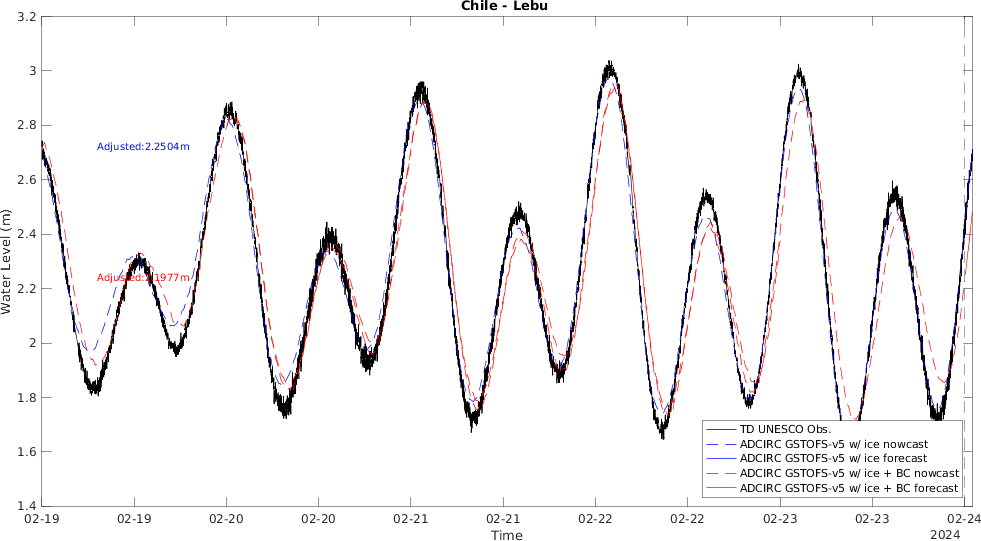 Chile - Lebu
3.2
3
2.8
2.6
2.4
2.2
2
1.8
1.6
1.4
Water Level (m)
Adjusted:2.2504m
Adjusted:2.1977m
TD UNESCO Obs.
ADCIRC GSTOFS-v5 w/ ice nowcast
ADCIRC GSTOFS-v5 w/ ice forecast
ADCIRC GSTOFS-v5 w/ ice + BC nowcast
ADCIRC GSTOFS-v5 w/ ice + BC forecast
02-19 02-19 02-20 02-20 02-21 02-21 02-22 02-22 02-23 02-23 02-24
Time
2024